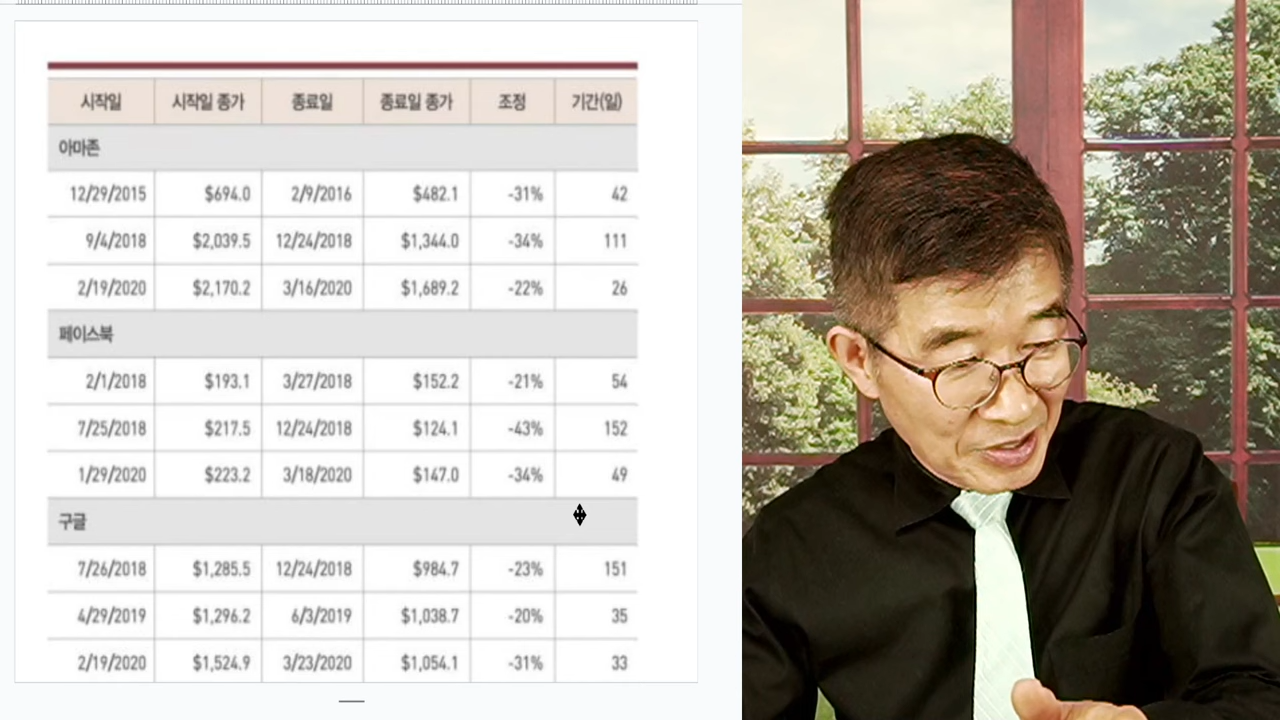 시작일 시작일 종가 종료일 종료일 종가 조정 기간(일)
아마존
12/29/2015 $694.0 2/9/2016 $482.1 -31% 42
9/4/2018 $2,039.5 12/24/2018 $1,344.0 -34% 111
2/19/2020 $2,170.2 3/16/2020 $1,689.2 -22% 26
페이스북
2/1/2018 $193.1 3/27/2018 $152.2 -21% 54
7/25/2018 $217.5 12/24/2018 $124.1 -43% 152
1/29/2020 $223.2 3/18/2020 $147.0 -34% 49
구글
7/26/2018 $1,285.5 12/24/2018 $984.7 -23% 151
4/29/2019 $1,296.2 6/3/2019 $1,038.7 -20% 35
2/19/2020 $1,524.9 3/23/2020 $1,054.1 -31% 33